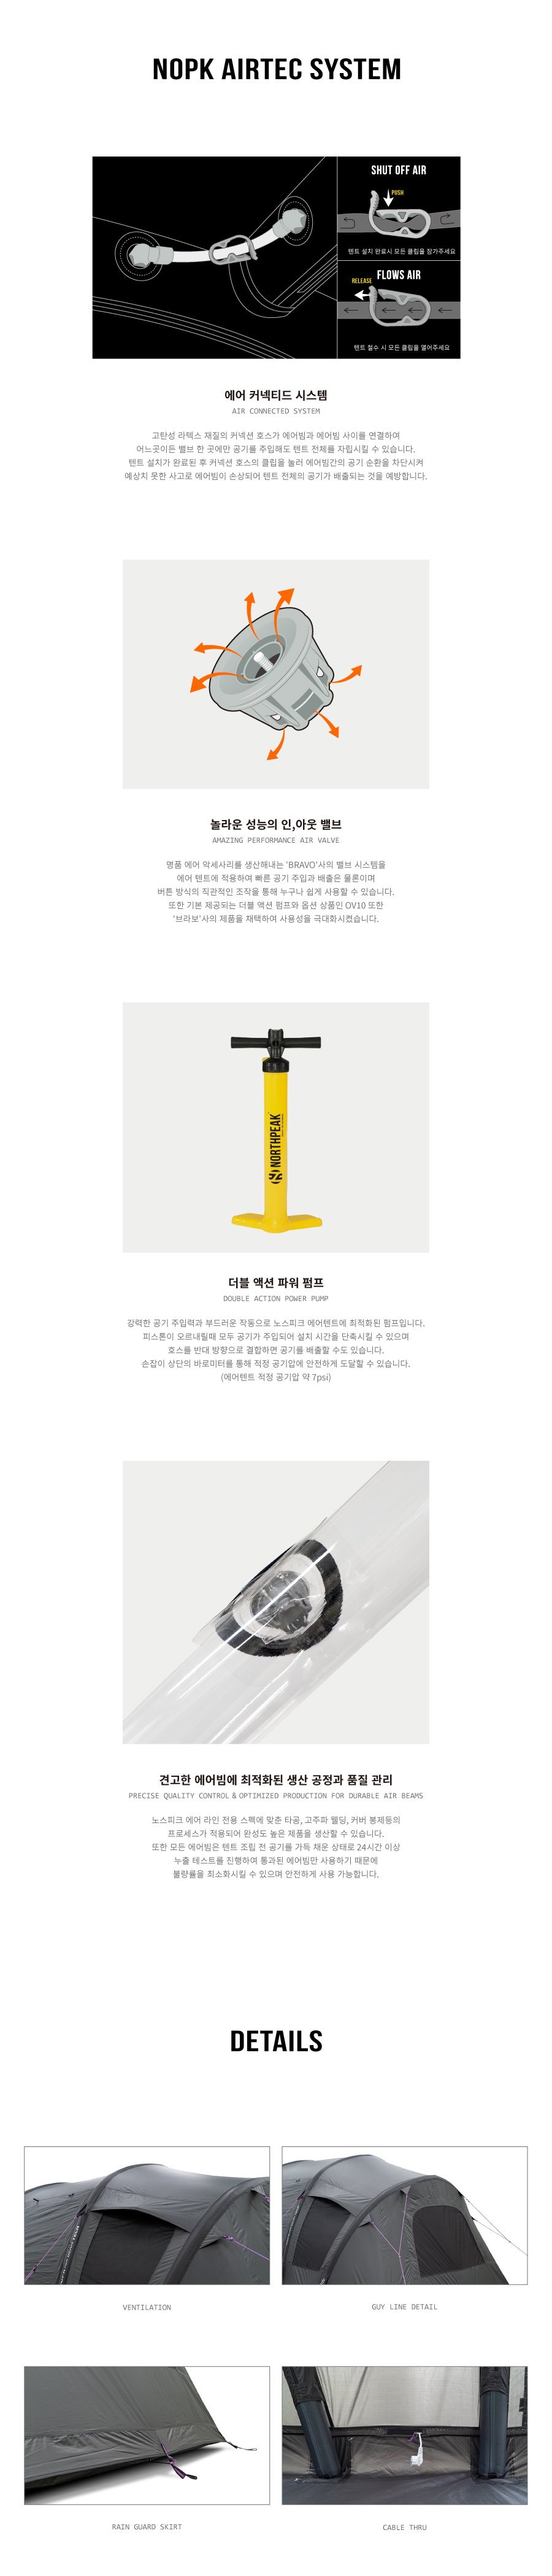 NOPK AIRTEC SYSTEM
SHUT OFF AIR
PUSH
텐트 설치 완료시 모든 클립을 잠가주세요
FLOWS AIR
RELEASE
텐트 철수 시 모든 클립을 열어주세요
에어 커넥티드 시스템
AIR CONNECTED SYSTEM
고탄성 라텍스 재질의 커넥션 호스가 에어빔과 에어빔 사이를 연결하여
어느곳이든 밸브 한 곳에만 공기를 주입해도 텐트 전체를 자립시킬 수 있습니다.
텐트 설치가 완료된 후 커넥션 호스의 클립을 눌러 에어빔간의 공기 순환을 차단시켜
예상치 못한 사고로 에어빔이 손상되어 텐트 전체의 공기가 배출되는 것을 예방합니다.
놀라운 성능의 인,아웃 밸브
AMAZING PERFORMANCE AIR VALVE
명품 에어 악세사리를 생산해내는 'BRAVO'사의 밸브 시스템을
에어 텐트에 적용하여 빠른 공기 주입과 배출은 물론이며
버튼 방식의 직관적인 조작을 통해 누구나 쉽게 사용할 수 있습니다.
또한 기본 제공되는 더블 액션 펌프와 옵션 상품인 OV10 또한
'브라보'사의 제품을 채택하여 사용성을 극대화시켰습니다.
NORTHPEAK
더블 액션 파워 펌프
DOUBLE ACTION POWER PUMP
강력한 공기 주입력과 부드러운 작동으로 노스피크 에어텐트에 최적화된 펌프입니다.
피스톤이 오르내릴때 모두 공기가 주입되어 설치 시간을 단축시킬 수 있으며
호스를 반대 방향으로 결합하면 공기를 배출할 수도 있습니다.
손잡이 상단의 바로미터를 통해 적정 공기압에 안전하게 도달할 수 있습니다.
(에어텐트 적정 공기압 약 7psi)
견고한 에어빔에 최적화된 생산 공정과 품질 관리
PRECISE QUALITY CONTROL & OPTIMIZED PRODUCTION FOR DURABLE AIR BEAMS
노스피크 에어 라인 전용 스펙에 맞춘 타공, 고주파 웰딩, 커버 봉제등의
프로세스가 적용되어 완성도 높은 제품을 생산할 수 있습니다.
또한 모든 에어빔은 텐트 조립 전 공기를 가득 채운 상태로 24시간 이상
누출 테스트를 진행하여 통과된 에어빔만 사용하기 때문에
불량률을 최소화시킬 수 있으며 안전하게 사용 가능합니다.
DETAILS
VENTILATION
GUY LINE DETAIL
RAIN GUARD SKIRT
CABLE THRU